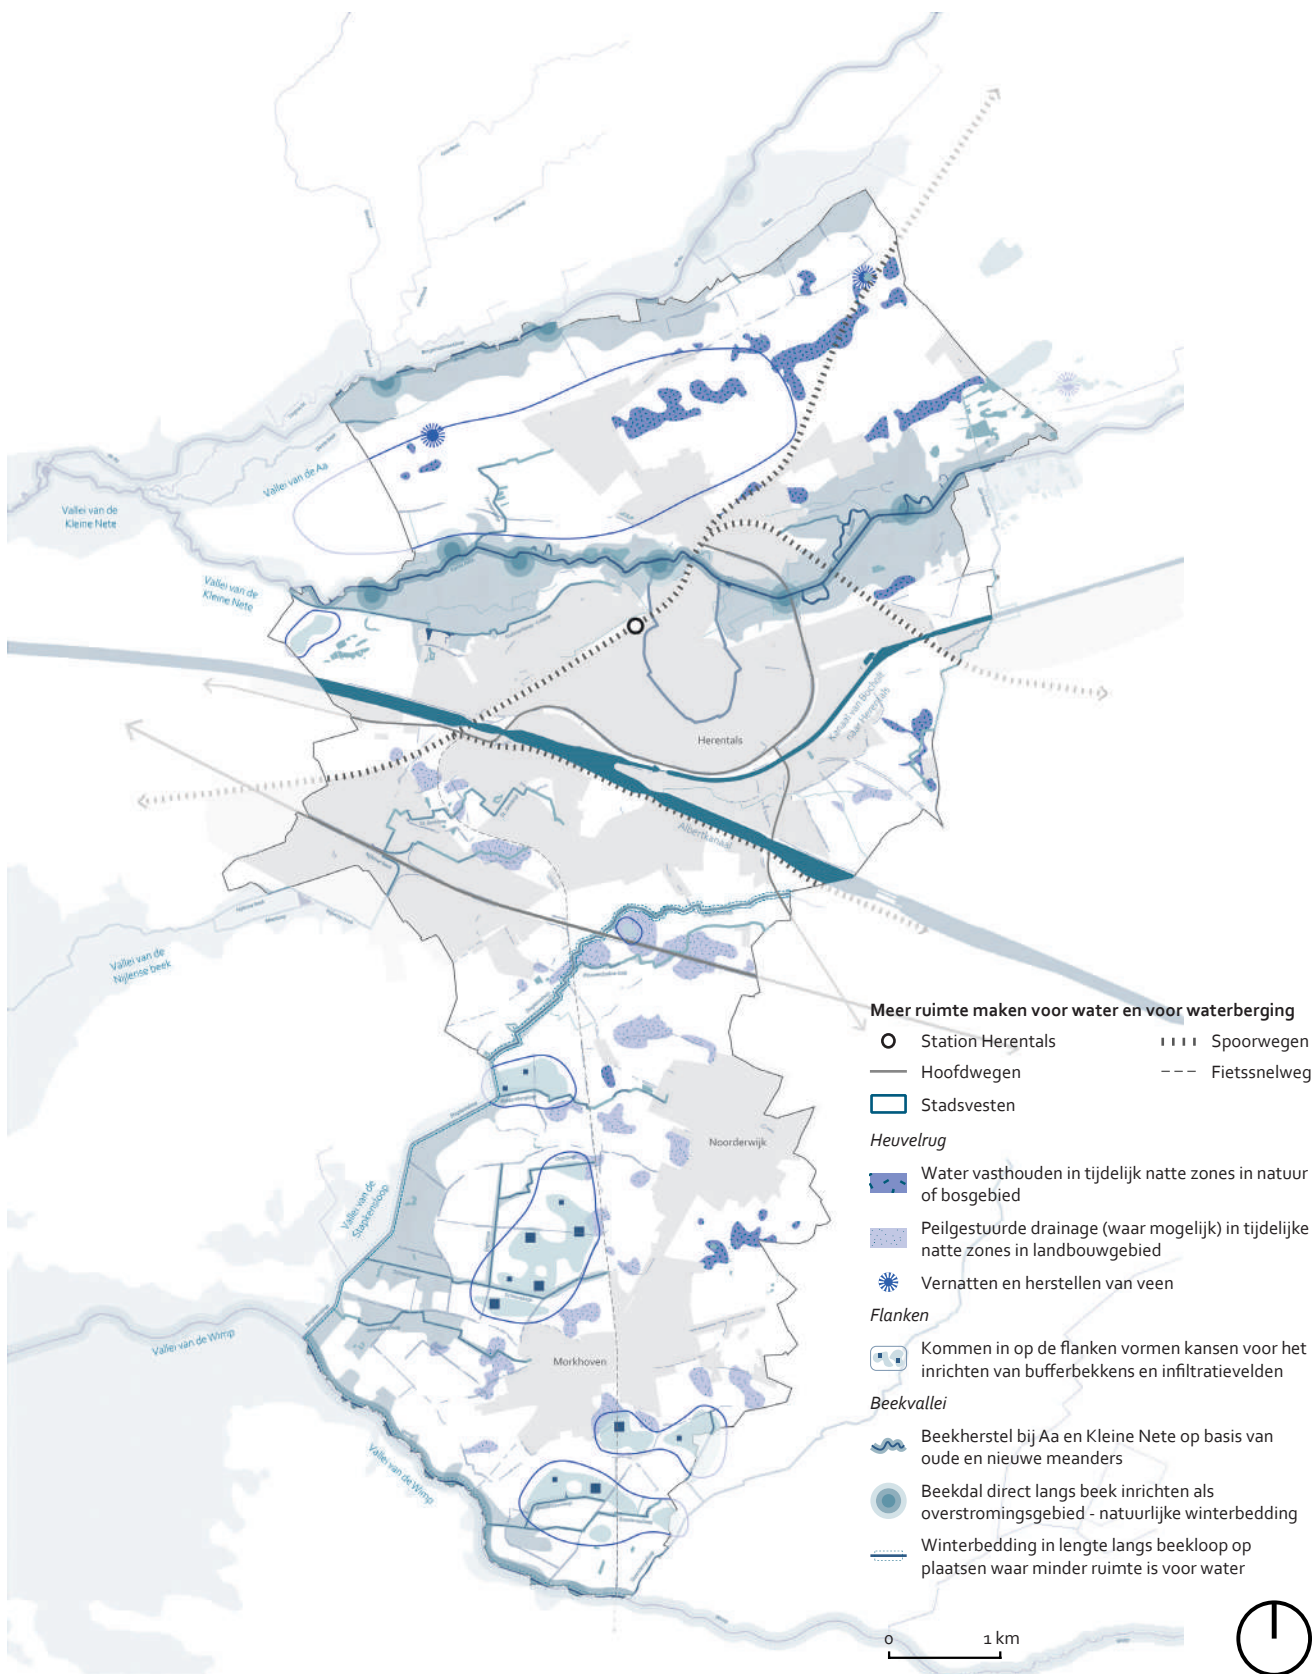 Vallei van de Aa
Vallei van de
Kleine Nete
Vallei van de
Kleine Nete
Herentals
Kanaal van Bocholt
naar Herentals
Albertkanaal
Vallei van de
Nijlense beek
Meer ruimte maken voor water en voor waterberging
Station Herentals
Spoorwegen
Hoofdwegen
Fietssnelweg
Stadsvesten
Heuvelrug
Water vasthouden in tijdelijk natte zones in natuur
of bosgebied
Peilgestuurde drainage (waar mogelijk) in tijdelijke
natte zones in landbouwgebied
Vernatten en herstellen van veen
Flanken
Kommen in op de flanken vormen kansen voor het
inrichten van bufferbekkens en infiltratievelden
Beekvallei
Beekherstel bij Aa en Kleine Nete op basis van
oude en nieuwe meanders
Beekdal direct langs beek inrichten als
overstromingsgebied - natuurlijke winterbedding
Winterbedding in lengte langs beekloop op
plaatsen waar minder ruimte is voor water
Noorderwijk
Vallei van de
Stapkensloop
Vallei van de Wimp
Morkhoven
Vallei van de Wimp
0
1 km